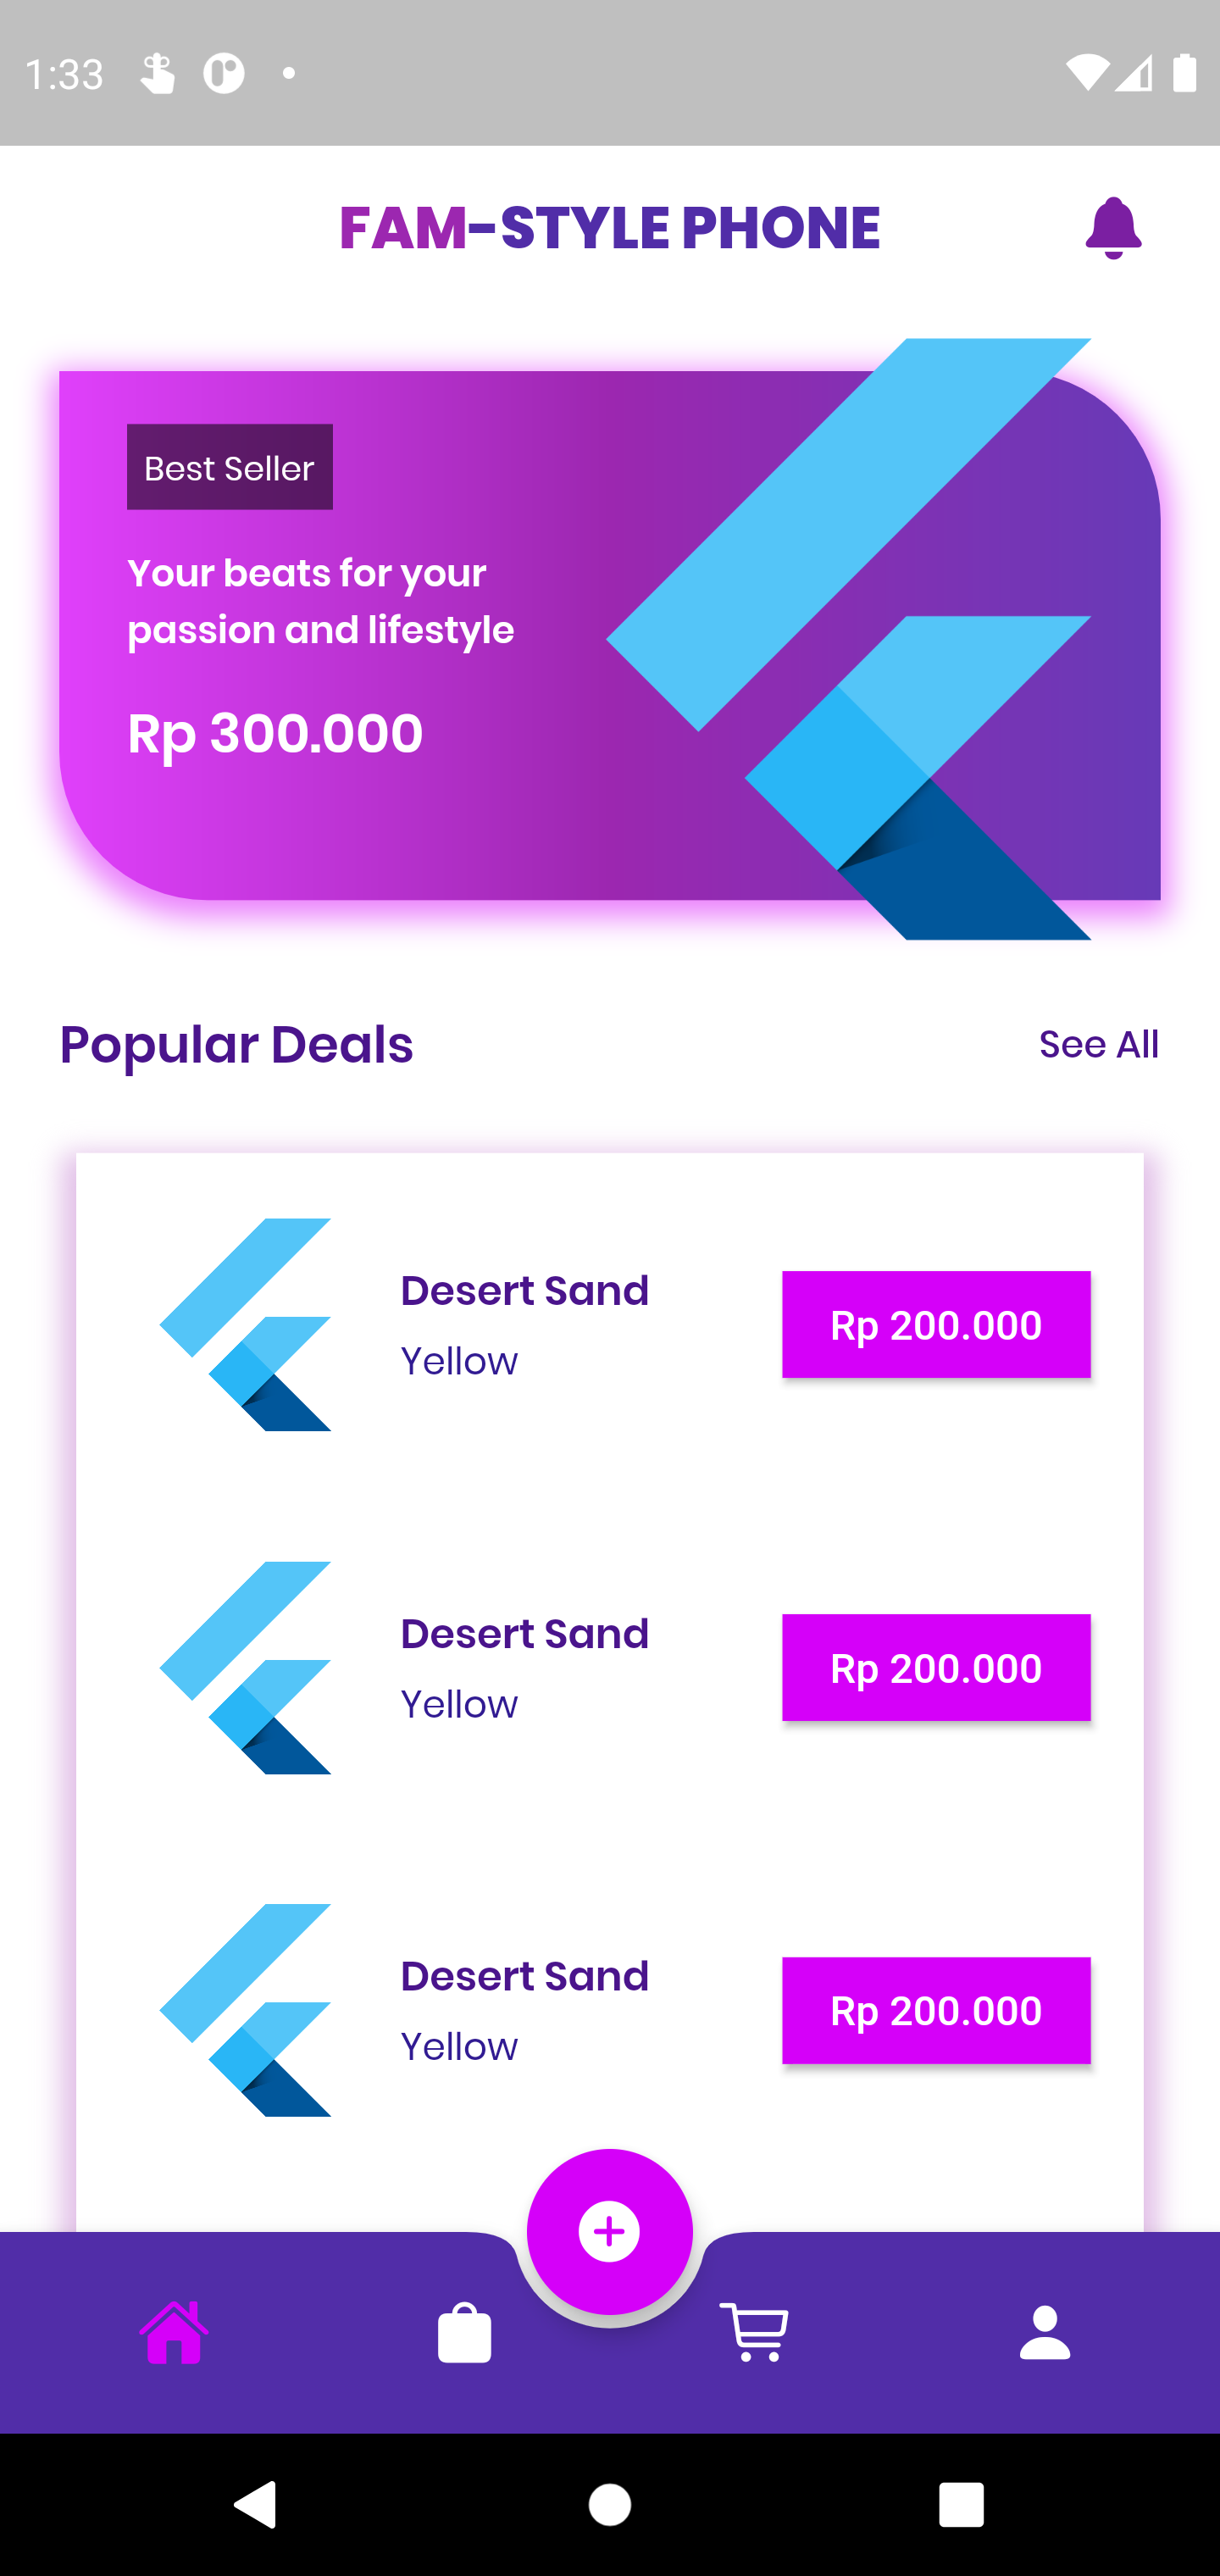 1:33
FAM-STYLE PHONE
Best Seller
Your beats for your
passion and lifestyle
Rp 300.000
Popular Deals
See All
Desert Sand
Yellow
Rp 200.000
Desert Sand
Yellow
Rp 200.000
Desert Sand
Yellow
Rp 200.000